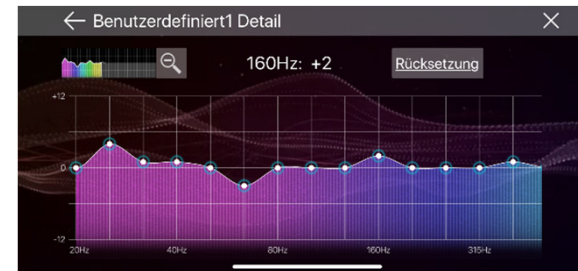 Benutzerdefiniert1 Detail
160Hz: +2
Rücksetzung
+12
0
-12
20Hz 40Hz 80Hz 160Hz 315Hz